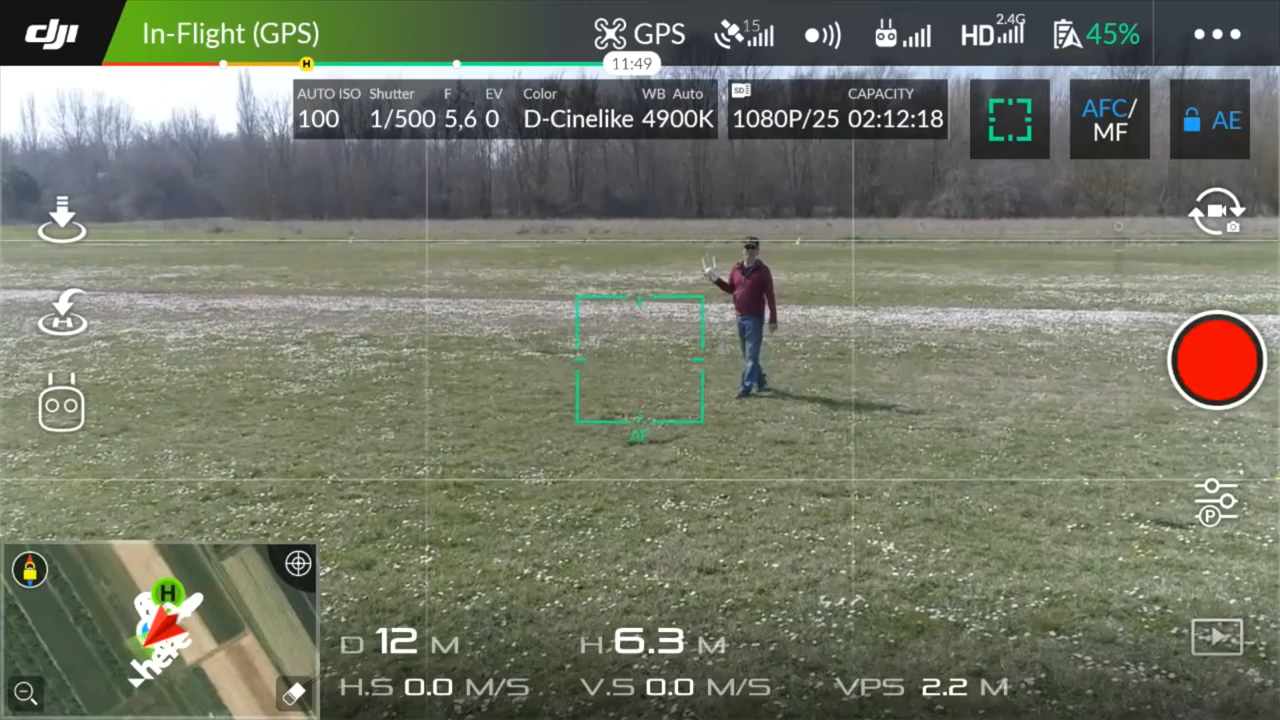 dji In-Flight (GPS) GPS 15 HD 2.4G 45%
H 11:49
AUTO ISO Shutter F EV Color WB Auto SD CAPACITY
100 1/500 5,6 0 D-Cinelike 4900K 1080P/25 02:12:18
AFC/
MF
AE
AF
P
H
D 12 M H 6.3 M
H.S 0.0 M/S V.S 0.0 M/S VPS 2.2 M